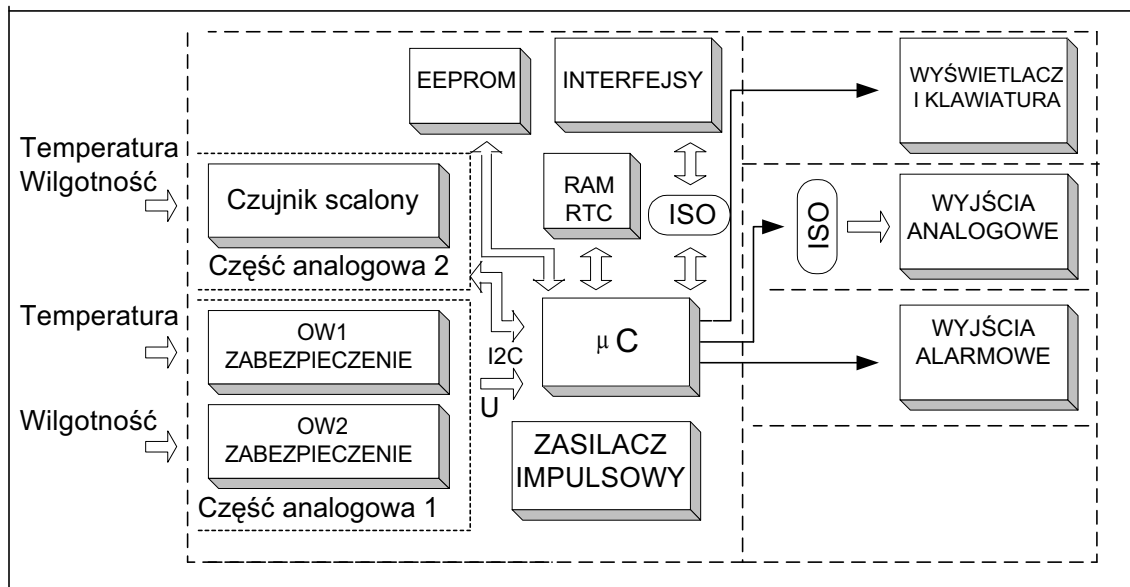 EEPROM
INTERFEJSY
WYŚWIETLACZ
I KLAWIATURA
Temperatura
Wilgotność
Czujnik scalony
Część analogowa 2
RAM
RTC
ISO
ISO
WYJŚCIA
ANALOGOWE
Temperatura
OW1
ZABEZPIECZENIE
I2C
μ C
WYJŚCIA
ALARMOWE
Wilgotność
OW2
ZABEZPIECZENIE
U
Część analogowa 1
ZASILACZ
IMPULSOWY